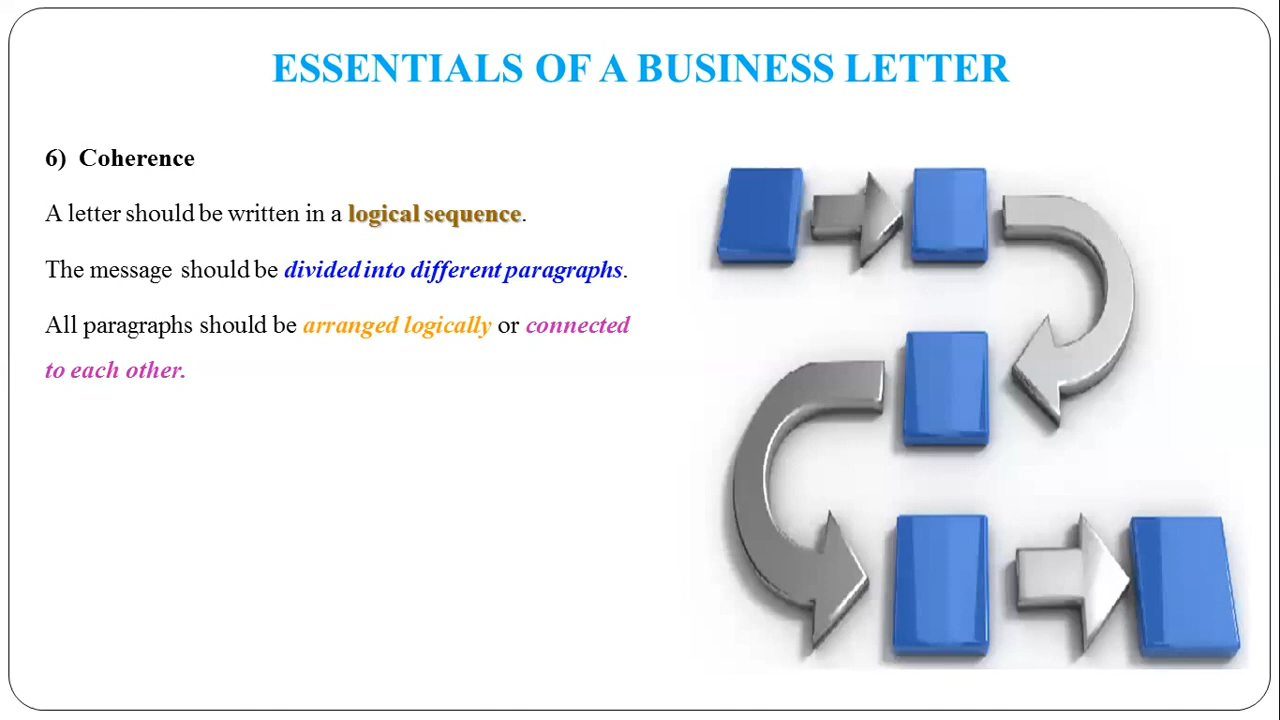 ESSENTIALS OF A BUSINESS LETTER
6) Coherence
A letter should be written in a logical sequence.
The message should be divided into different paragraphs.
All paragraphs should be arranged logically or connected
to each other.